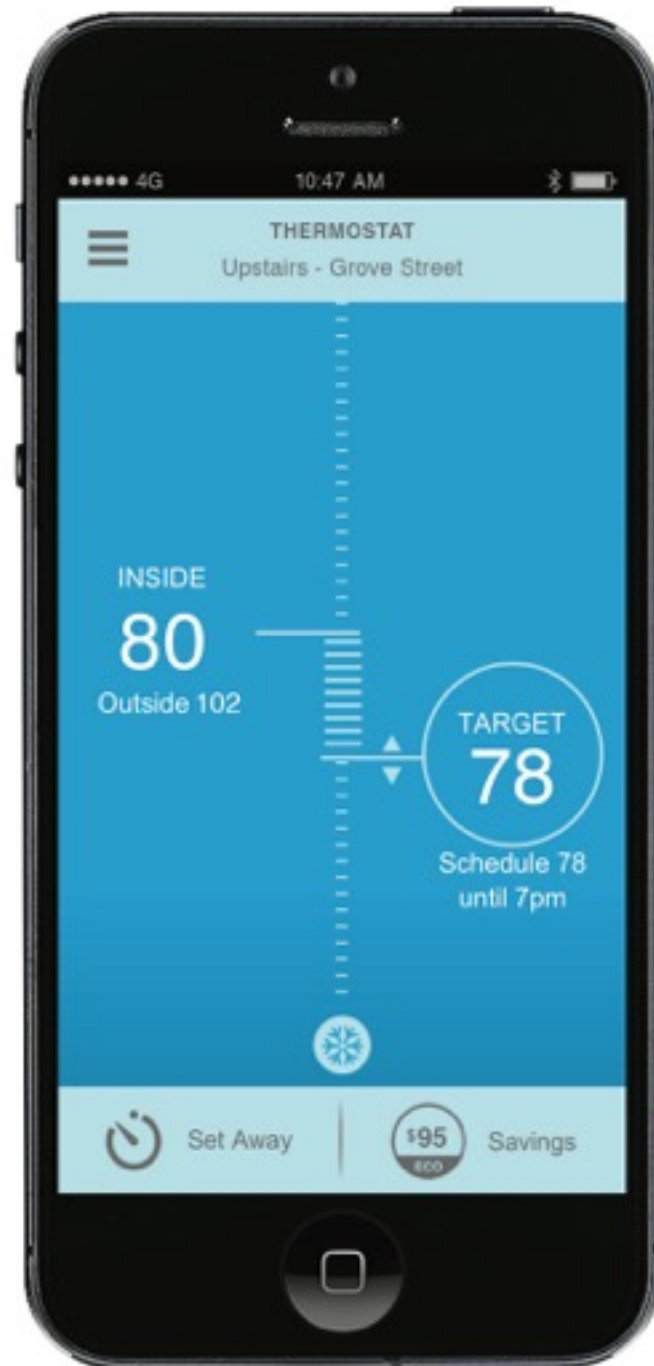 4G 10:47 AM
THERMOSTAT
Upstairs - Grove Street
INSIDE
80
Outside 102
TARGET
78
Schedule 78
until 7pm
Set Away
$95
ECO
Savings